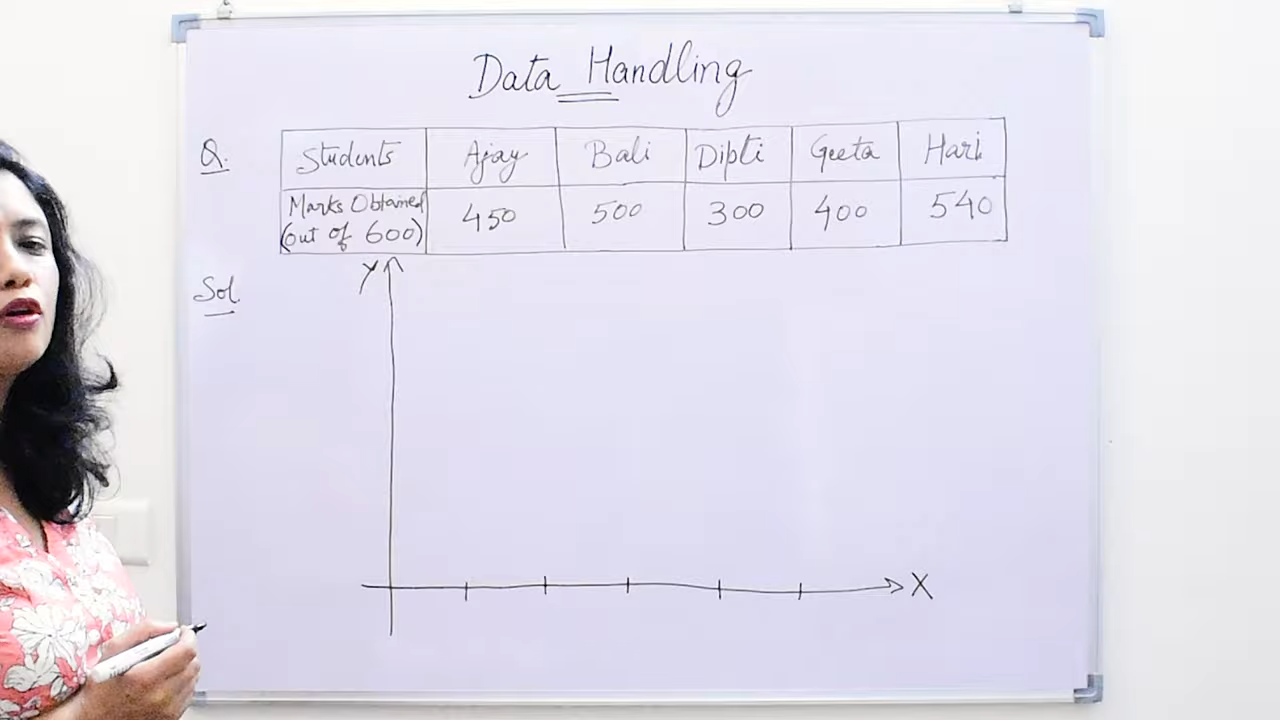 Data Handling
Q. Students Ajay Bali Dipti Geeta Hari
Marks Obtained
(out of 600) 450 500 300 400 540
Y
Sol.
X